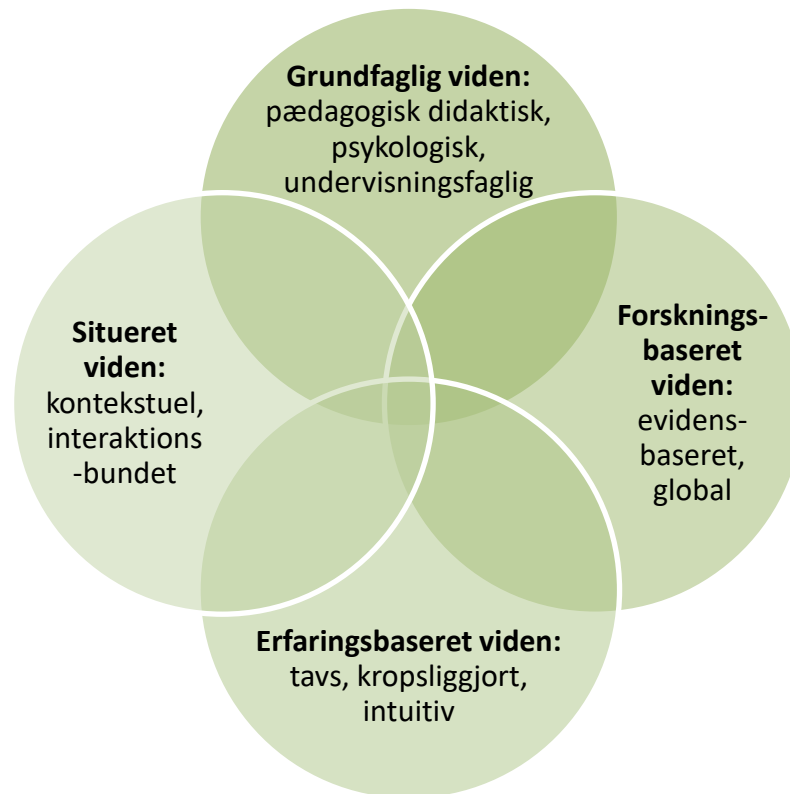 Grundfaglig viden:
pædagogisk didaktisk,
psykologisk,
undervisningsfaglig
Situeret
viden:
kontekstuel,
interaktions
-bundet
Forsknings-
baseret
viden:
evidens-
baseret,
global
Erfaringsbaseret viden:
tavs, kropsliggjort,
intuitiv